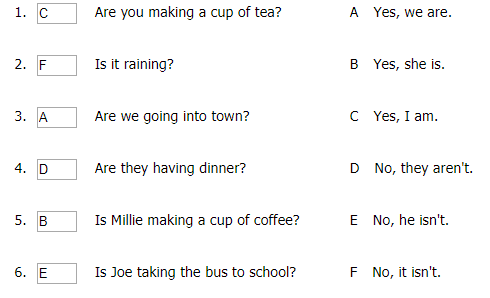 1. C Are you making a cup of tea? A Yes, we are.
2. F Is it raining? B Yes, she is.
3. A Are we going into town? C Yes, I am.
4. D Are they having dinner? D No, they aren't.
5. B Is Millie making a cup of coffee? E No, he isn't.
6. E Is Joe taking the bus to school? F No, it isn't.